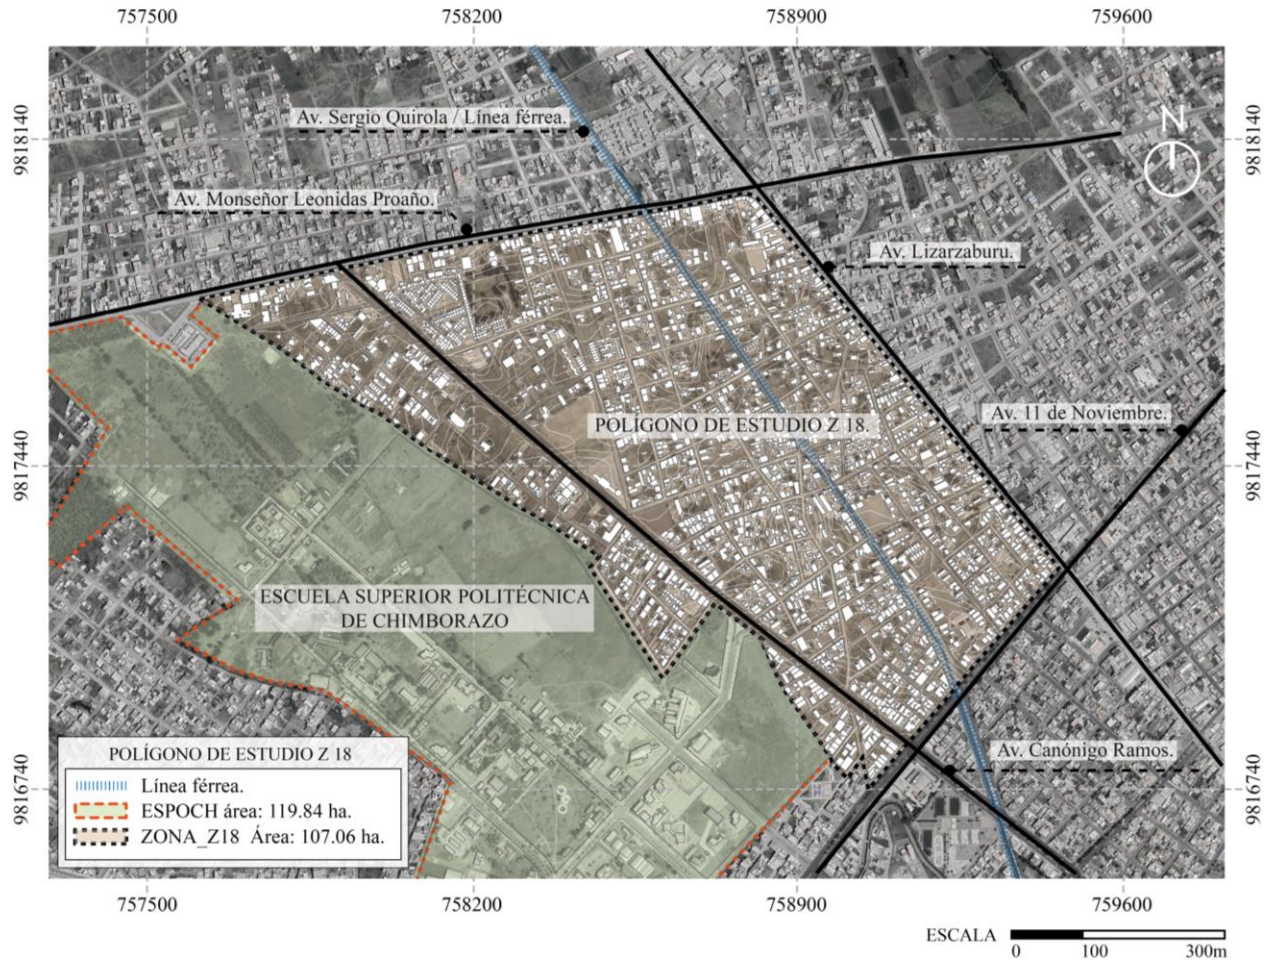 757500
758200
758900
759600
9818140
9818140
N
Av. Sergio Quirola / Línea férrea.
Av. Monseñor Leonidas Proaño.
Av. Lizarzaburu.
Av. 11 de Noviembre.
POLÍGONO DE ESTUDIO Z 18.
9817440
9817440
ESCUELA SUPERIOR POLITÉCNICA
DE CHIMBORAZO
Av. Canónigo Ramos.
9816740
9816740
POLÍGONO DE ESTUDIO Z 18
Línea férrea.
ESPOCH área: 119.84 ha.
ZONA_Z18 Área: 107.06 ha.
757500
758200
758900
759600
ESCALA
0 100 300m